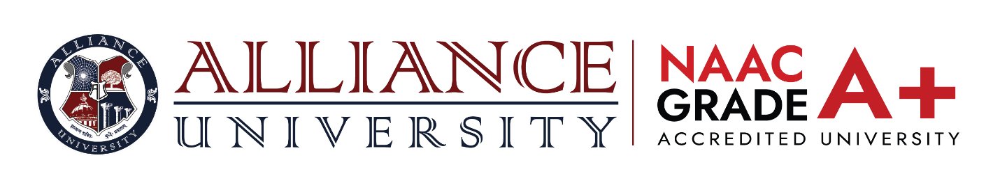 ALLIANCE
UNIVERSITY
ALLIANCE
UNIVERSITY
NAAC
GRADE A+
ACCREDITED UNIVERSITY